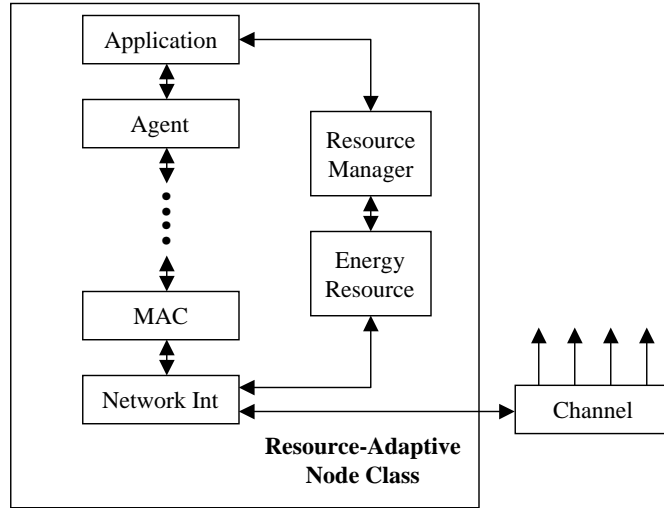 Application
Agent
Resource
Manager
Energy
Resource
MAC
Network Int
Channel
Resource-Adaptive
Node Class